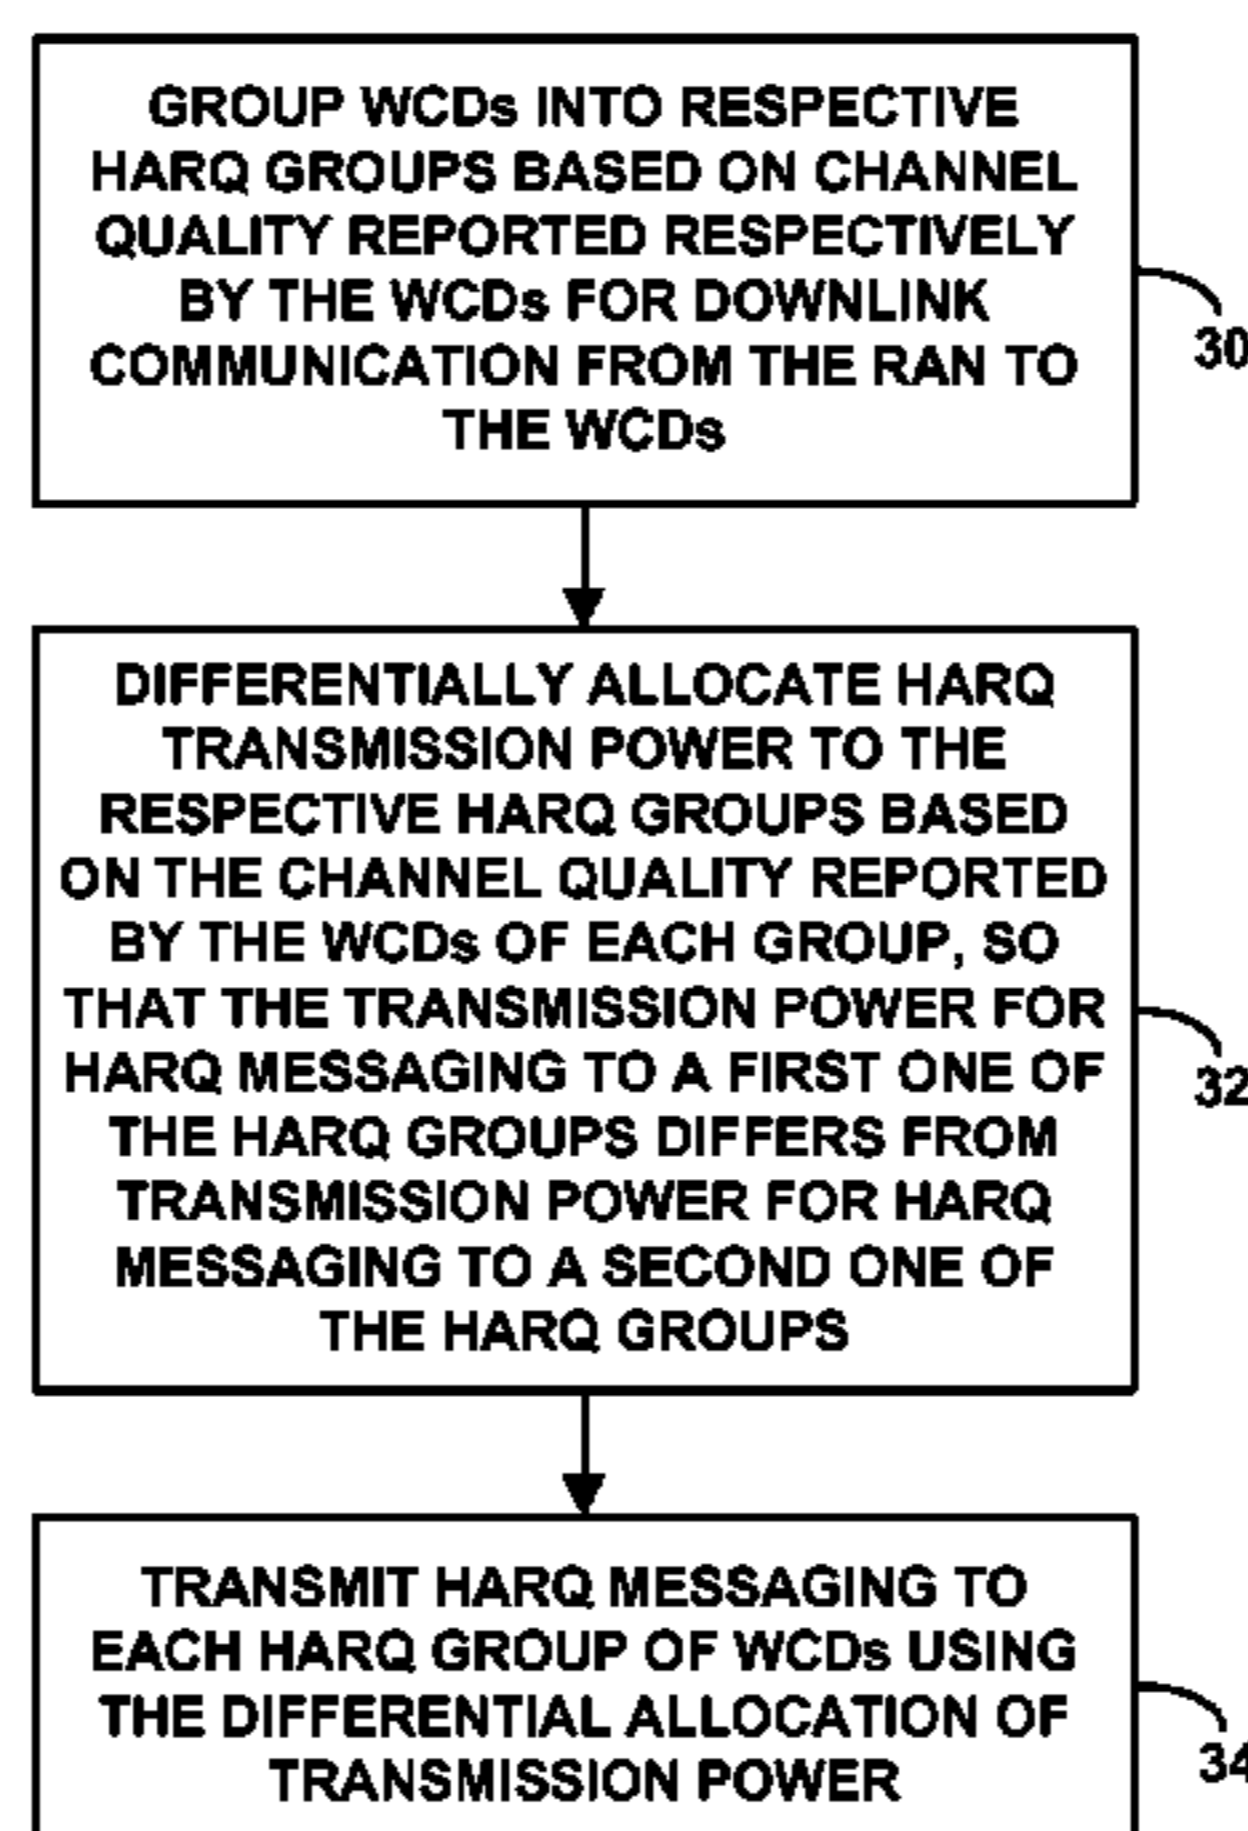 GROUP WCDs INTO RESPECTIVE
HARQ GROUPS BASED ON CHANNEL
QUALITY REPORTED RESPECTIVELY
BY THE WCDs FOR DOWNLINK
COMMUNICATION FROM THE RAN TO
THE WCDs
30
DIFFERENTIALLY ALLOCATE HARQ
TRANSMISSION POWER TO THE
RESPECTIVE HARQ GROUPS BASED
ON THE CHANNEL QUALITY REPORTED
BY THE WCDs OF EACH GROUP, SO
THAT THE TRANSMISSION POWER FOR
HARQ MESSAGING TO A FIRST ONE OF
THE HARQ GROUPS DIFFERS FROM
TRANSMISSION POWER FOR HARQ
MESSAGING TO A SECOND ONE OF
THE HARQ GROUPS
32
TRANSMIT HARQ MESSAGING TO
EACH HARQ GROUP OF WCDs USING
THE DIFFERENTIAL ALLOCATION OF
TRANSMISSION POWER
34